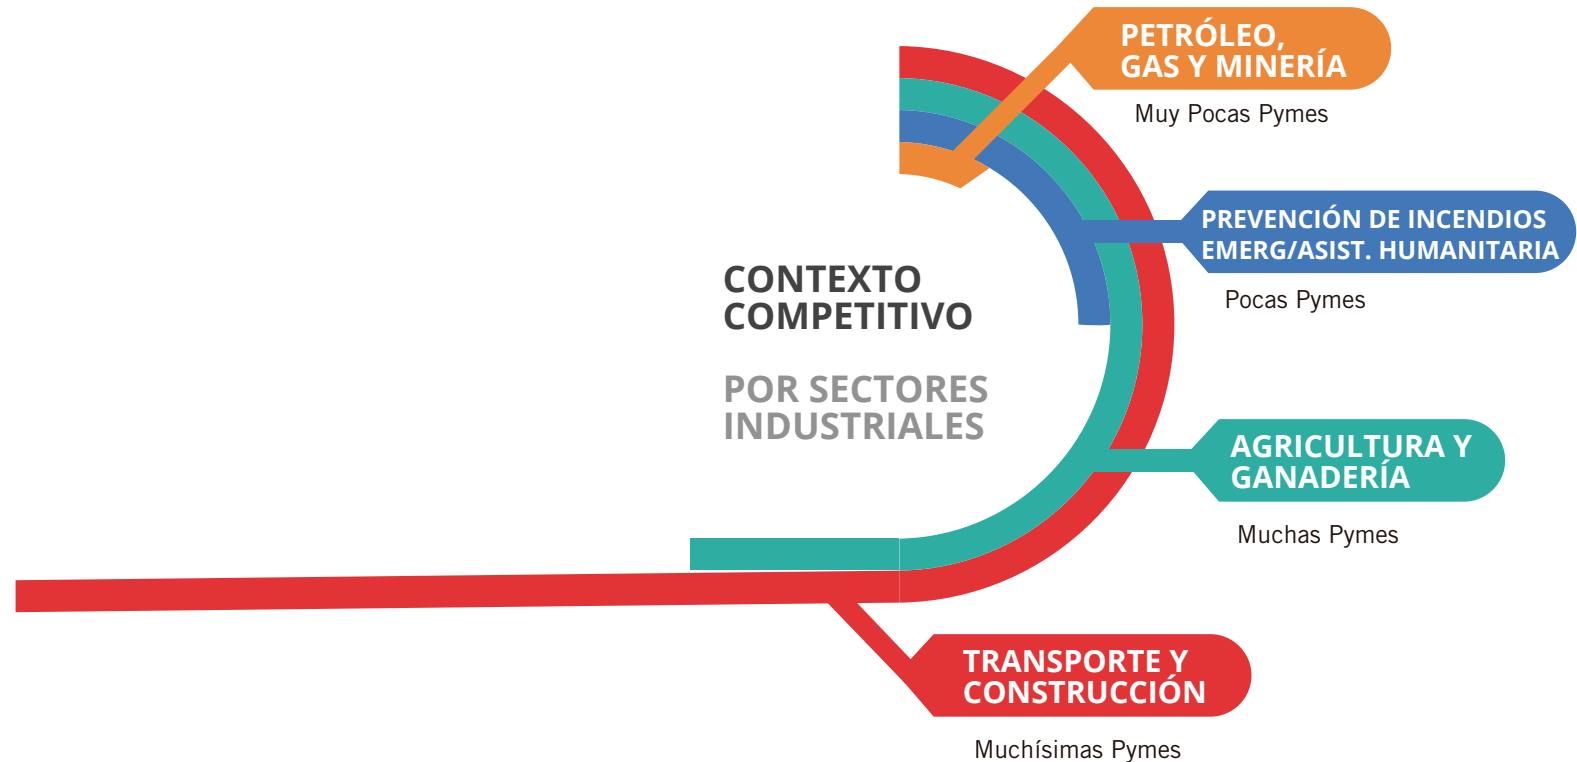 PETRÓLEO,
GAS Y MINERÍA
Muy Pocas Pymes
PREVENCIÓN DE INCENDIOS
EMERG/ASIST. HUMANITARIA
Pocas Pymes
CONTEXTO
COMPETITIVO
POR SECTORES
INDUSTRIALES
AGRICULTURA Y
GANADERÍA
Muchas Pymes
TRANSPORTE Y
CONSTRUCCIÓN
Muchísimas Pymes